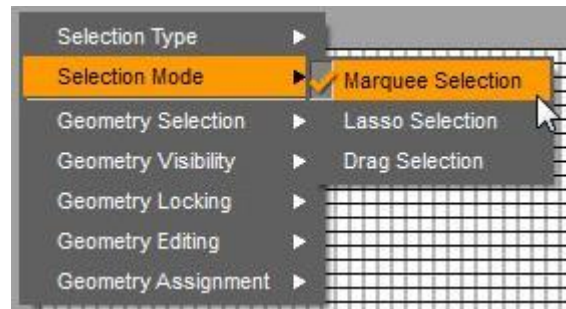 Selection Type
Selection Mode
Marquee Selection
Geometry Selection
Lasso Selection
Geometry Visibility
Drag Selection
Geometry Locking
Geometry Editing
Geometry Assignment